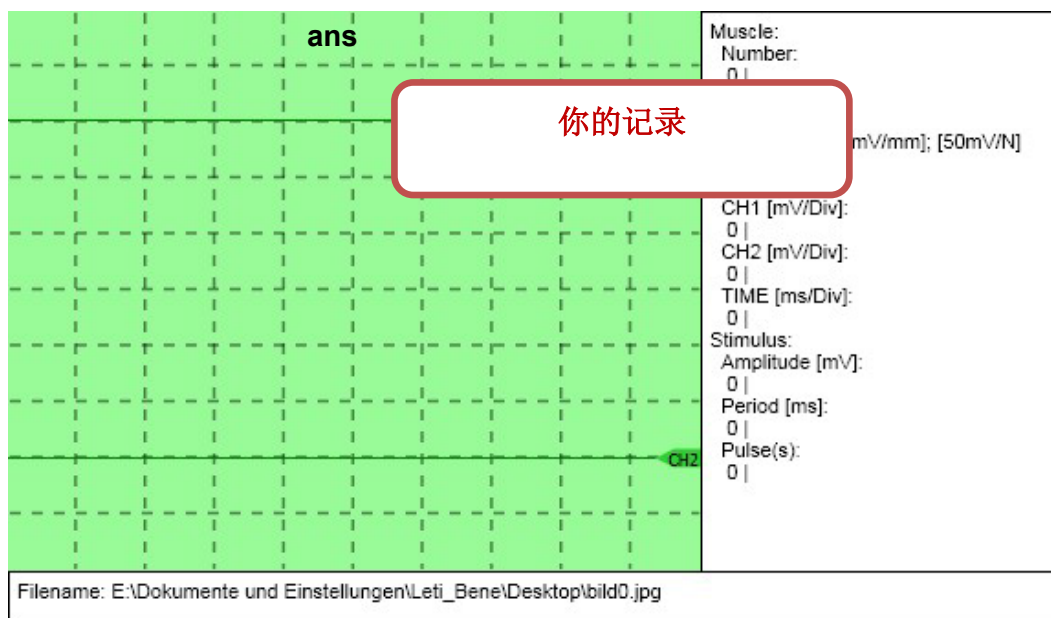 ans
Muscle:
Number:
0 |
你的记录
mV/mm]; [50mV/N]
CH1 [mV/Div]:
0 |
CH2 [mV/Div]:
0 |
TIME [ms/Div]:
0 |
Stimulus:
Amplitude [mV]:
0 |
Period [ms]:
0 |
Pulse(s):
0 |
CH2
Filename: E:\Dokumente und Einstellungen\Leti_Bene\Desktop\bild0.jpg